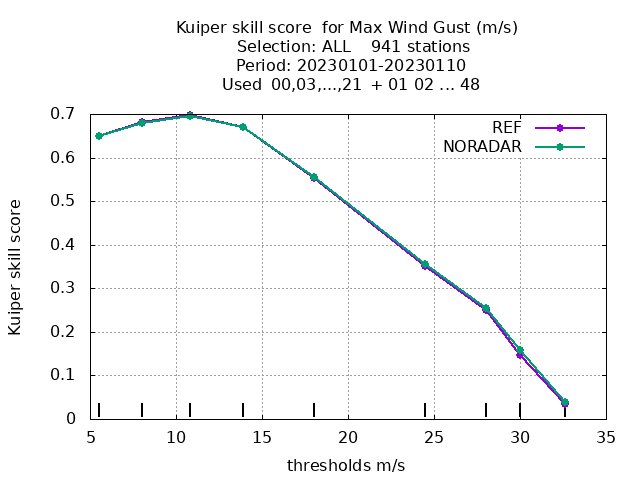 Kuiper skill score  for Max Wind Gust (m/s)
Selection: ALL    941 stations
Period: 20230101-20230110
Used  00,03,...,21  + 01 02 ... 48
REF
NORADAR
0.7
0.6
0.5
0.4
0.3
0.2
0.1
0
Kuiper skill score
5 10 15 20 25 30 35
thresholds m/s